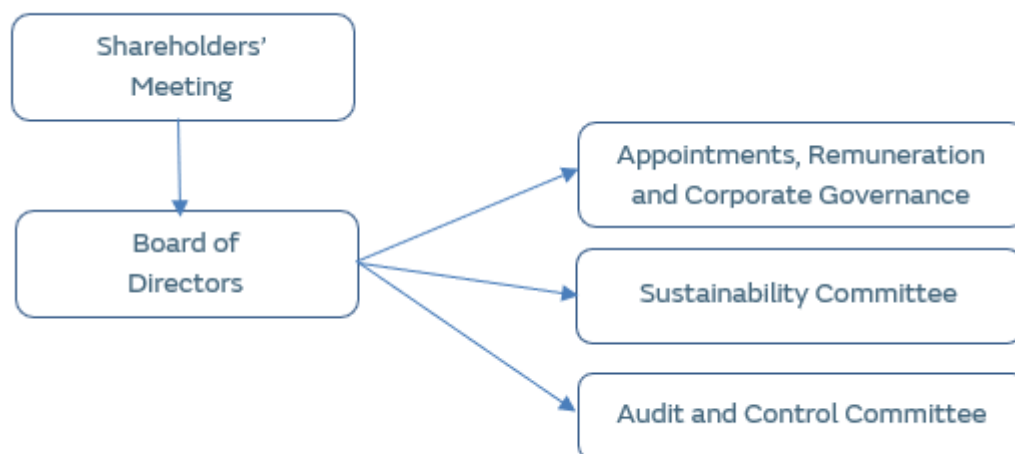 Shareholders'
Meeting
Appointments, Remuneration
and Corporate Governance
Board of
Directors
Sustainability Committee
Audit and Control Committee